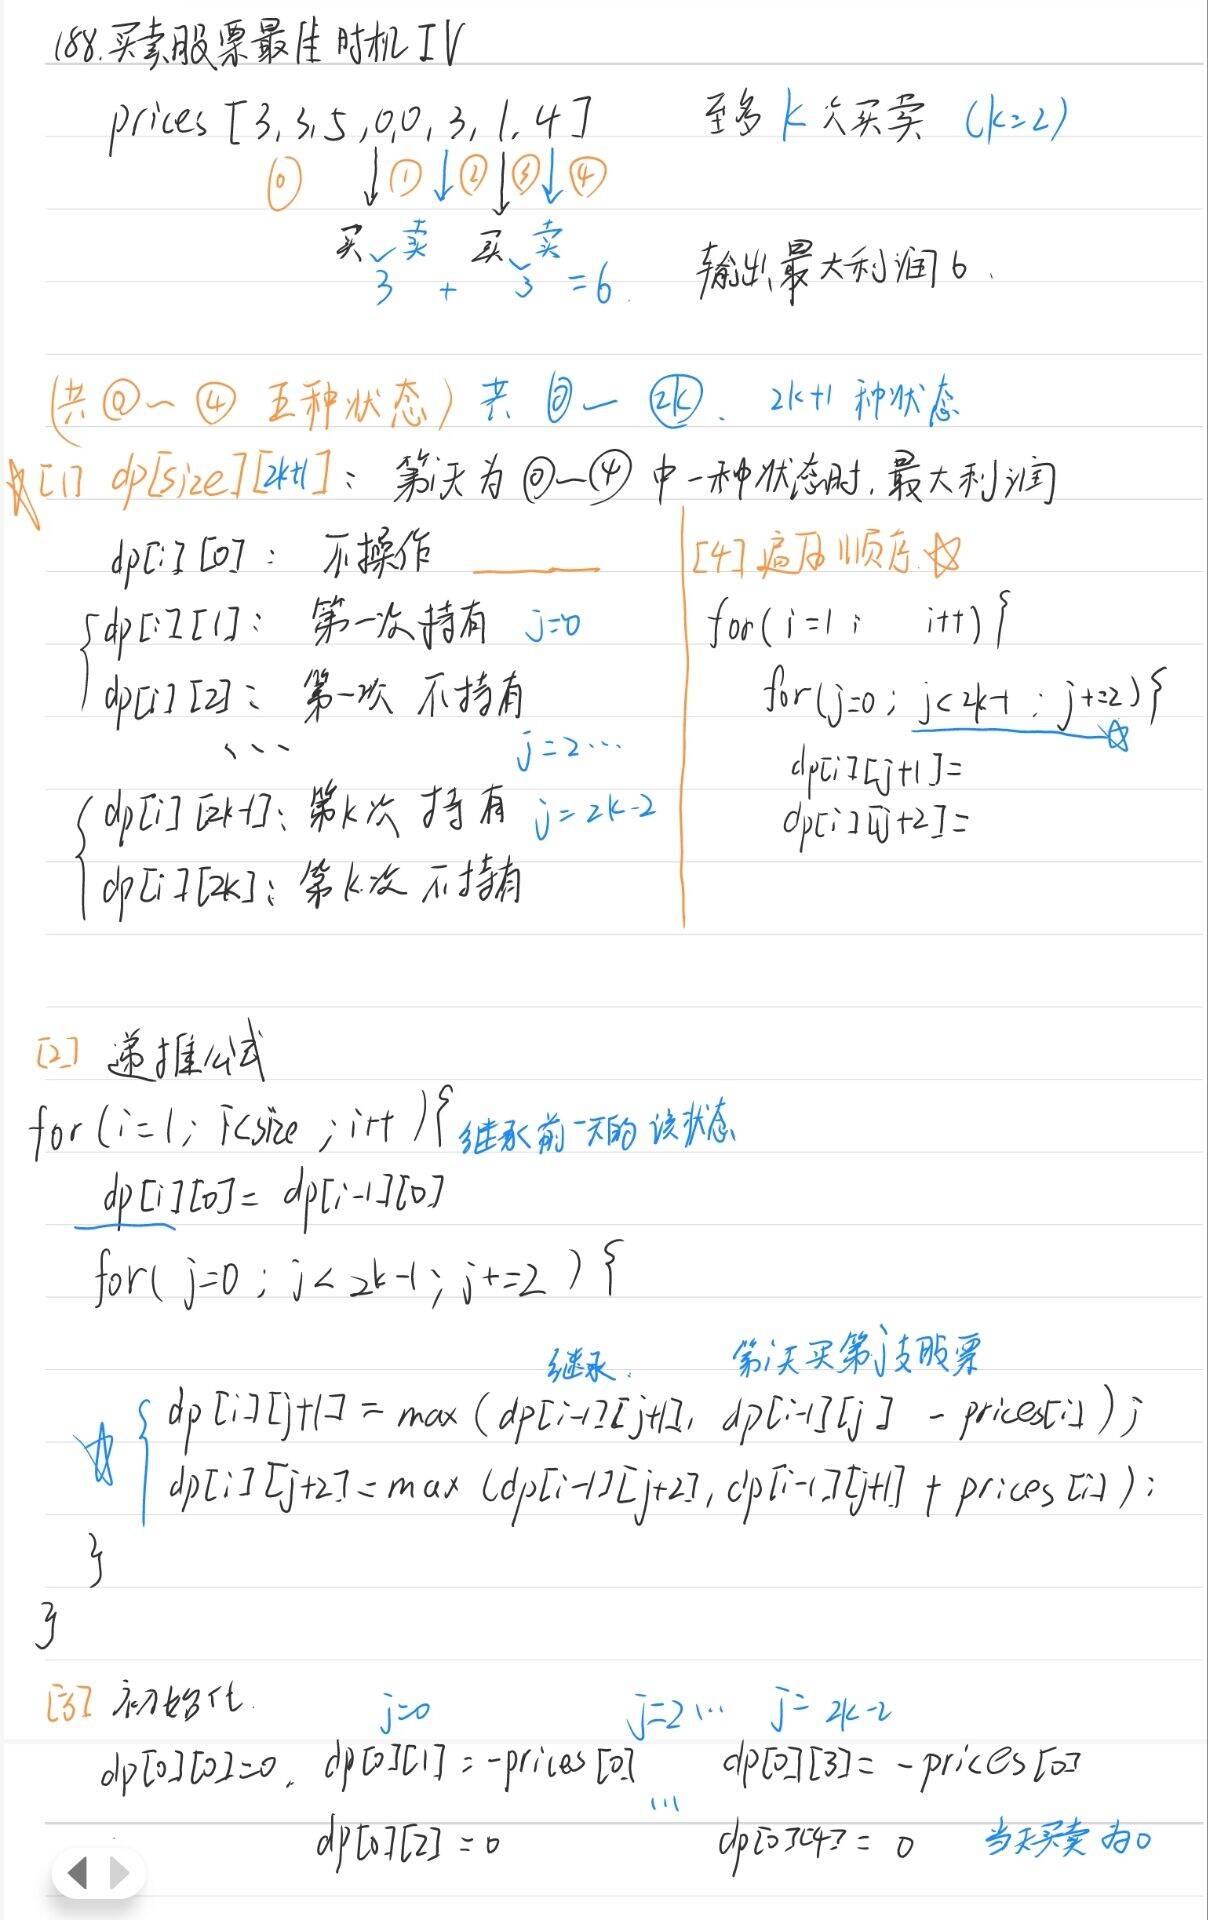 188.买卖股票最佳时机IV
prices [3,3,5,0,0,3,1,4] 至多k次买卖 (k=2)
⓪ ① ② ③ ④
买 卖 买 卖
3 + 3 =6. 输出最大利润6.
(共⓪~④ 五种状态) 共⓪~2k. 2k+1种状态
[1] dp[size][2k+1]: 第i天为⓪~④中一种状态时,最大利润
dp[i][0]: 不操作
dp[i][1]: 第一次持有 j=0
dp[i][2]: 第一次 不持有
... j=2...
dp[i][2k-1]: 第k次 持有 j=2k-2
dp[i][2k]: 第k次 不持有
[4]遍历顺序.
for(i=1; i++){
for(j=0; j<2k-1; j+=2){
dp[i][j+1]=
dp[i][j+2]=
[2] 递推公式
for(i=1; i<size; i++){ 继承前一天的该状态
dp[i][0]= dp[i-1][0]
for(j=0; j<2k-1; j+=2){
继承. 第i天买第j支股票
dp[i][j+1]=max(dp[i-1][j+1], dp[i-1][j] - prices[i]);
dp[i][j+2]=max(dp[i-1][j+2], dp[i-1][j+1] + prices[i]);
}
}
[3] 初始化. j=0 j=2... j=2k-2
dp[0][0]=0. dp[0][1]=-prices[0] dp[0][3]= -prices[0]
...
dp[0][2]=0 dp[0][4]= 0 当天买卖为0